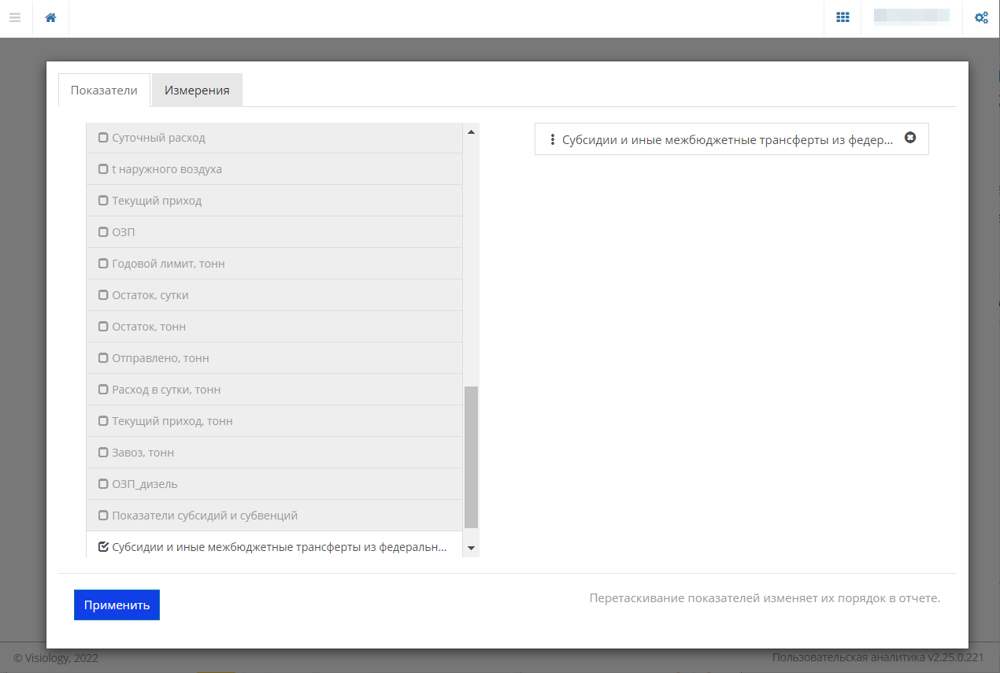 Показатели
Измерения
Суточный расход
t наружного воздуха
Текущий приход
ОЗП
Годовой лимит, тонн
Остаток, сутки
Остаток, тонн
Отправлено, тонн
Расход в сутки, тонн
Текущий приход, тонн
Завоз, тонн
ОЗП_дизель
Показатели субсидий и субвенций
Субсидии и иные межбюджетные трансферты из федеральн...
Субсидии и иные межбюджетные трансферты из федер...
Применить
Перетаскивание показателей изменяет их порядок в отчете.
© Visiology, 2022
Пользовательская аналитика v2.25.0.221